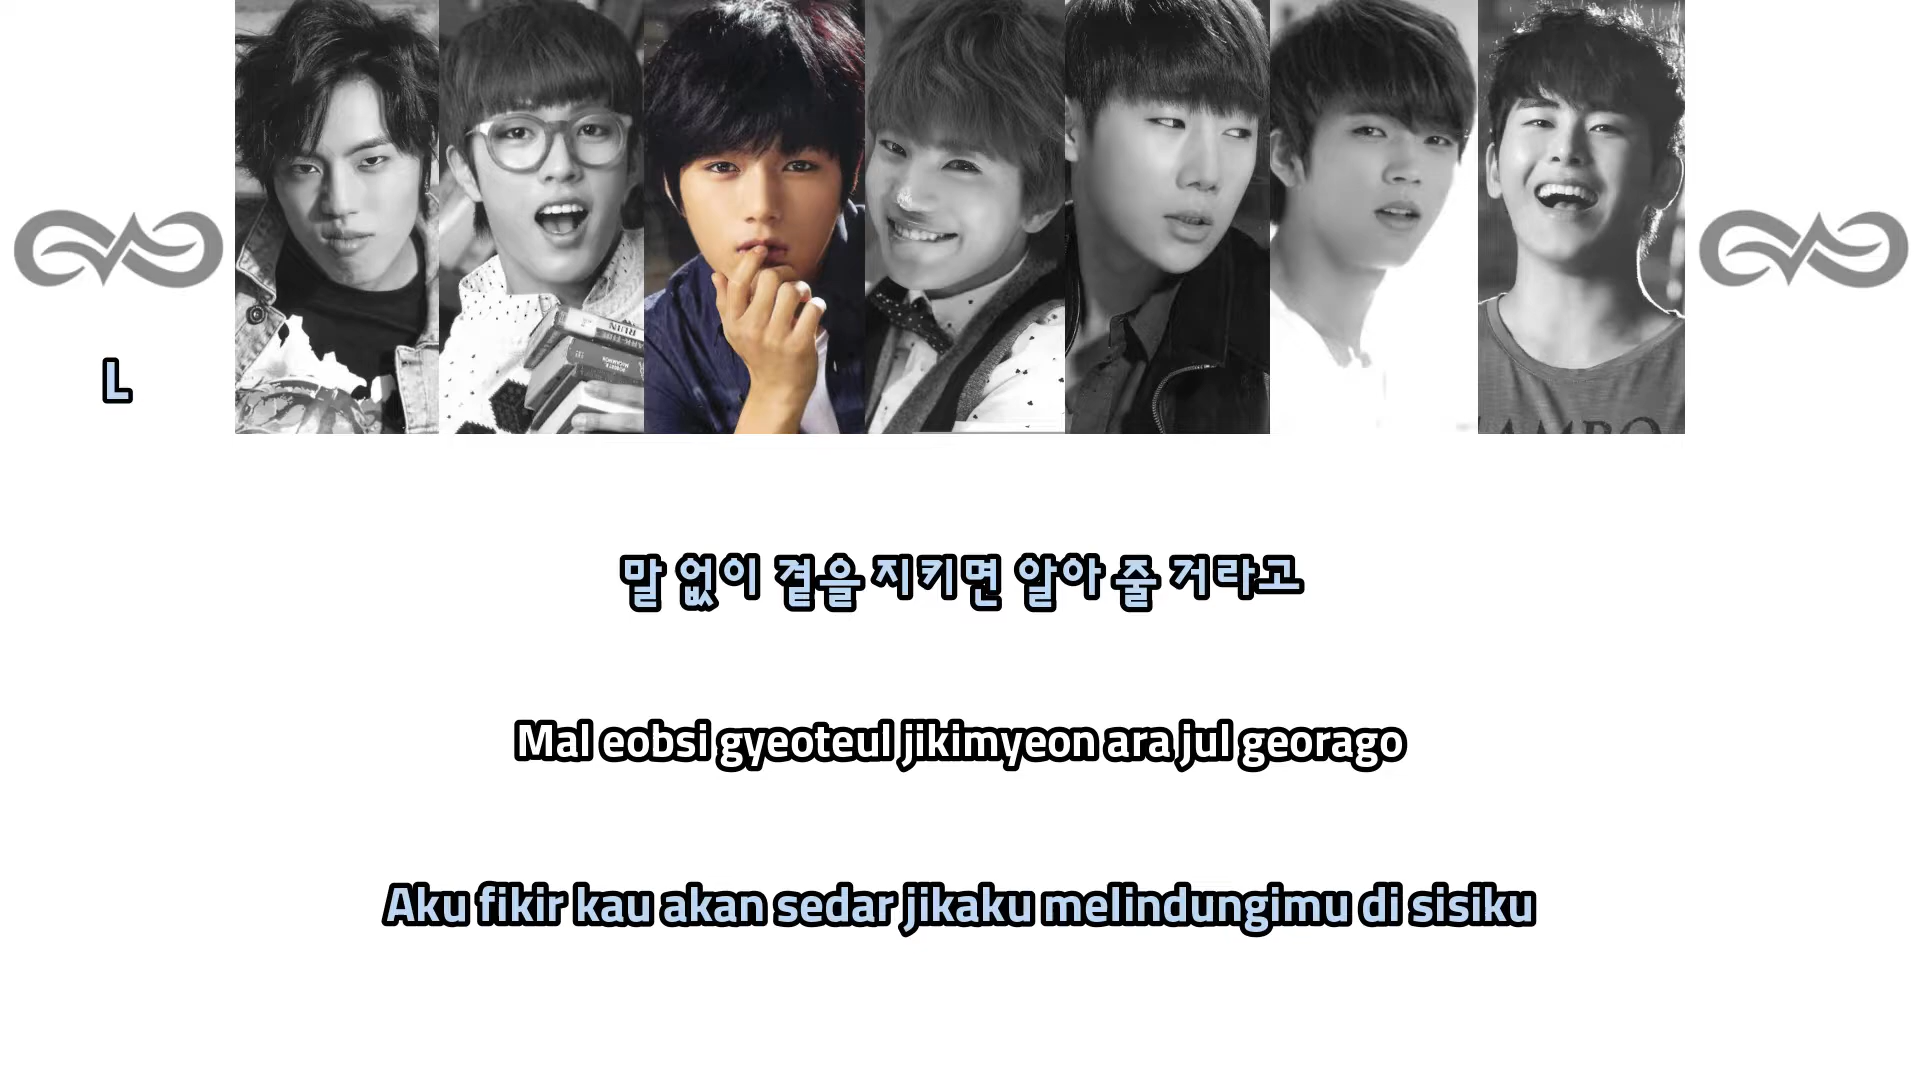 RUIN
L
말 없이 곁을 지키면 알아 줄 거라고
Mal eobsi gyeoteul jikimyeon ara jul georago
Aku fikir kau akan sedar jikaku melindungimu di sisiku